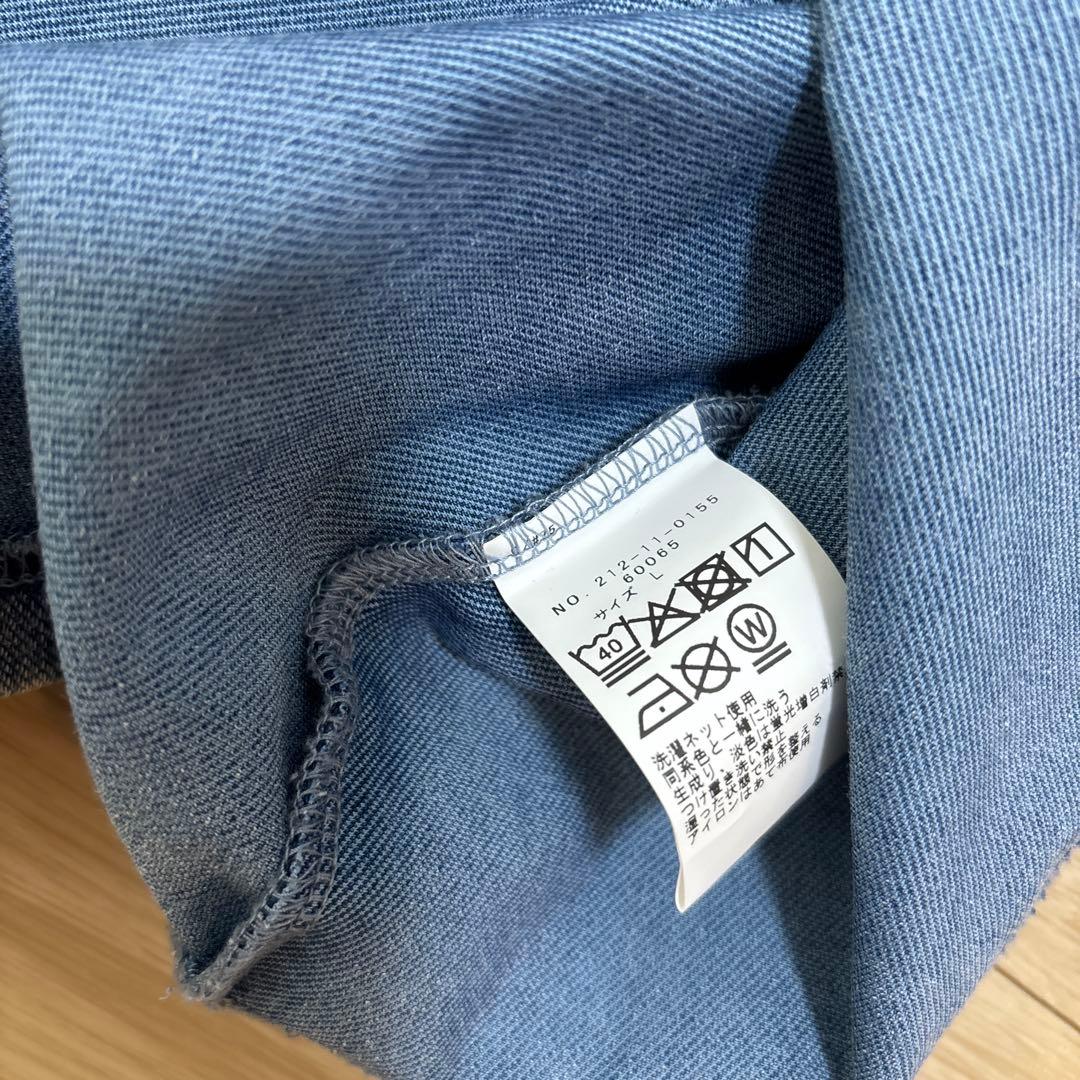 NO. 212-11-0155
60065
サイズ L
40
W
洗濯ネット使用
同系色と一緒に洗う
生成り、淡色は蛍光増白剤禁
つけ置き洗い禁止
湿った状態で形を整える
アイロンはあて布使用